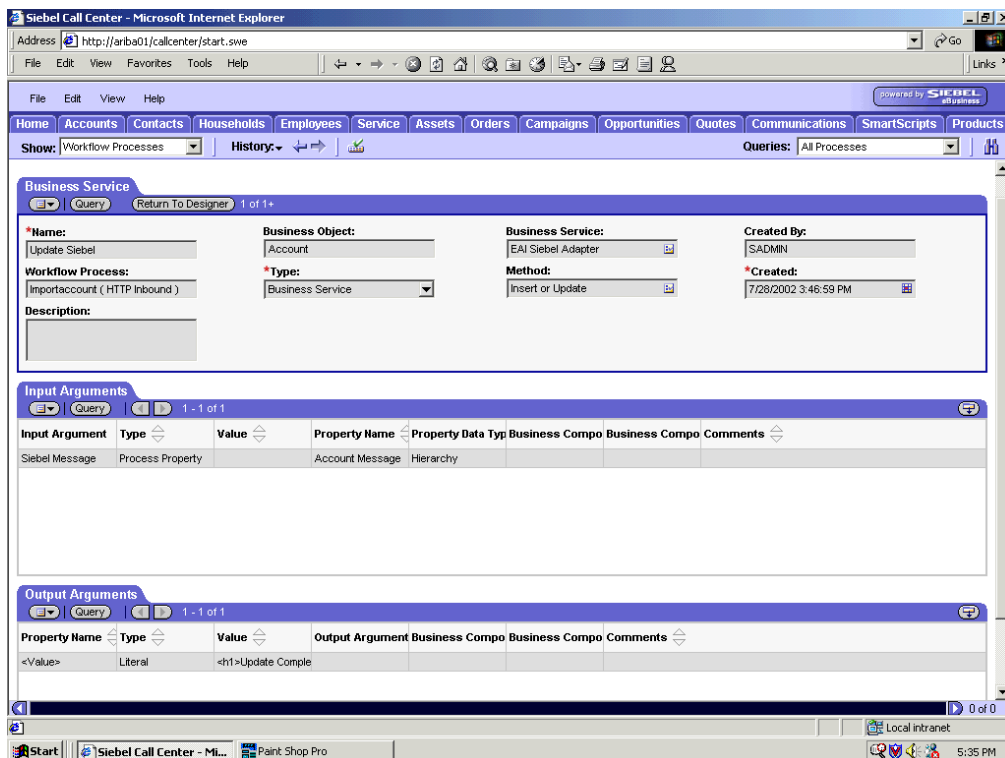 Siebel Call Center - Microsoft Internet Explorer
Address http://ariba01/callcenter/start.swe Go
File Edit View Favorites Tools Help Links
File Edit View Help powered by SIEBEL eBusiness
Home Accounts Contacts Households Employees Service Assets Orders Campaigns Opportunities Quotes Communications SmartScripts Products
Show: Workflow Processes History: Queries: All Processes
Business Service
Query Return To Designer 1 of 1+
*Name: Business Object: Business Service: Created By:
Update Siebel Account EAI Siebel Adapter SADMIN
Workflow Process: *Type: Method: *Created:
Importaccount ( HTTP Inbound ) Business Service Insert or Update 7/28/2002 3:46:59 PM
Description:
Input Arguments
Query 1 - 1 of 1
Input Argument Type Value Property Name Property Data Typ Business Compo Business Compo Comments
Siebel Message Process Property Account Message Hierarchy
Output Arguments
Query 1 - 1 of 1
Property Name Type Value Output Argument Business Compo Business Compo Comments
<Value> Literal <h1>Update Comple
0 of 0
Local intranet
Start Siebel Call Center - Mi... Paint Shop Pro 5:35 PM